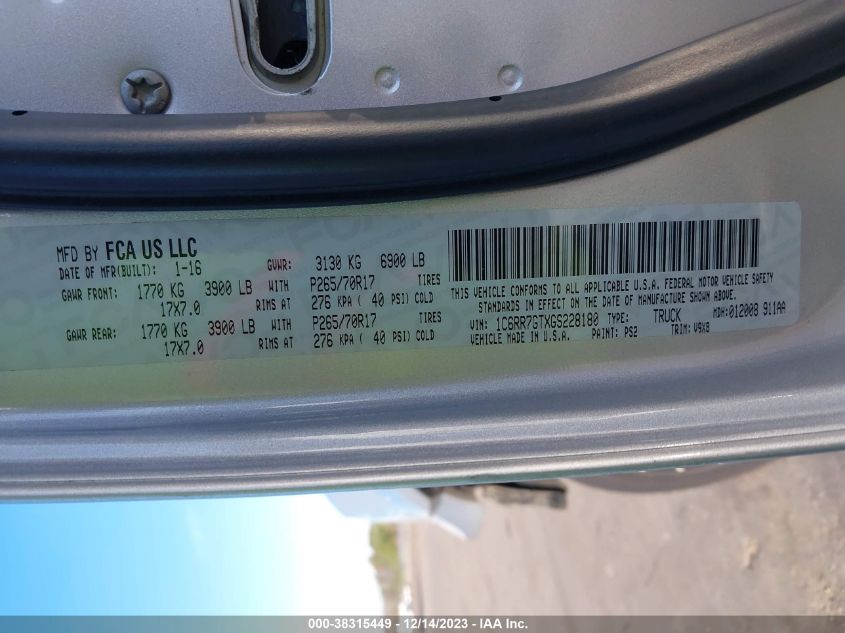 MFD BY FCA US LLC
DATE OF MFR(BUILT): 1-16 GVWR: 3130 KG 6900 LB
GAWR FRONT: 1770 KG 3900 LB WITH P265/70R17 TIRES
17X7.0 RIMS AT 276 KPA ( 40 PSI) COLD
GAWR REAR: 1770 KG 3900 LB WITH P265/70R17 TIRES
17X7.0 RIMS AT 276 KPA ( 40 PSI) COLD
THIS VEHICLE CONFORMS TO ALL APPLICABLE U.S.A. FEDERAL MOTOR VEHICLE SAFETY
STANDARDS IN EFFECT ON THE DATE OF MANUFACTURE SHOWN ABOVE.
VIN: 1C6RR7GTXGS228180 TYPE: TRUCK MDH:012008 911AA
VEHICLE MADE IN U.S.A. PAINT: PS2 TRIM: V9X8
000-38315449 - 12/14/2023 - IAA Inc.